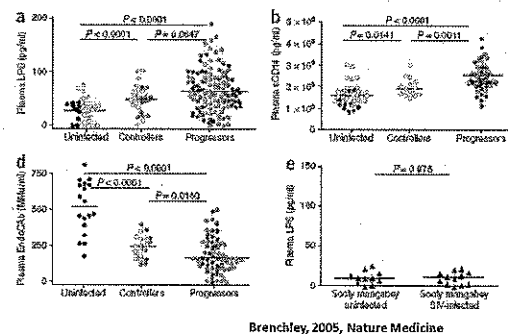 a
P < 0.0001
P < 0.0001
P = 0.0647
Plasma LPS (pg/ml)
200
100
0
Uninfected
Controllers
Progressors
b
P < 0.0001
P = 0.0141
P = 0.0011
Plasma sCD14 (pg/ml)
Uninfected
Controllers
Progressors
d
P < 0.0001
P < 0.0001
P = 0.0160
Plasma EndoCAb (MMu/ml)
750
500
250
0
Uninfected
Controllers
Progressors
e
P = 0.976
Plasma LPS (pg/ml)
150
100
50
0
Sooty mangabey
uninfected
Sooty mangabey
SIV-infected
Brenchley, 2005, Nature Medicine